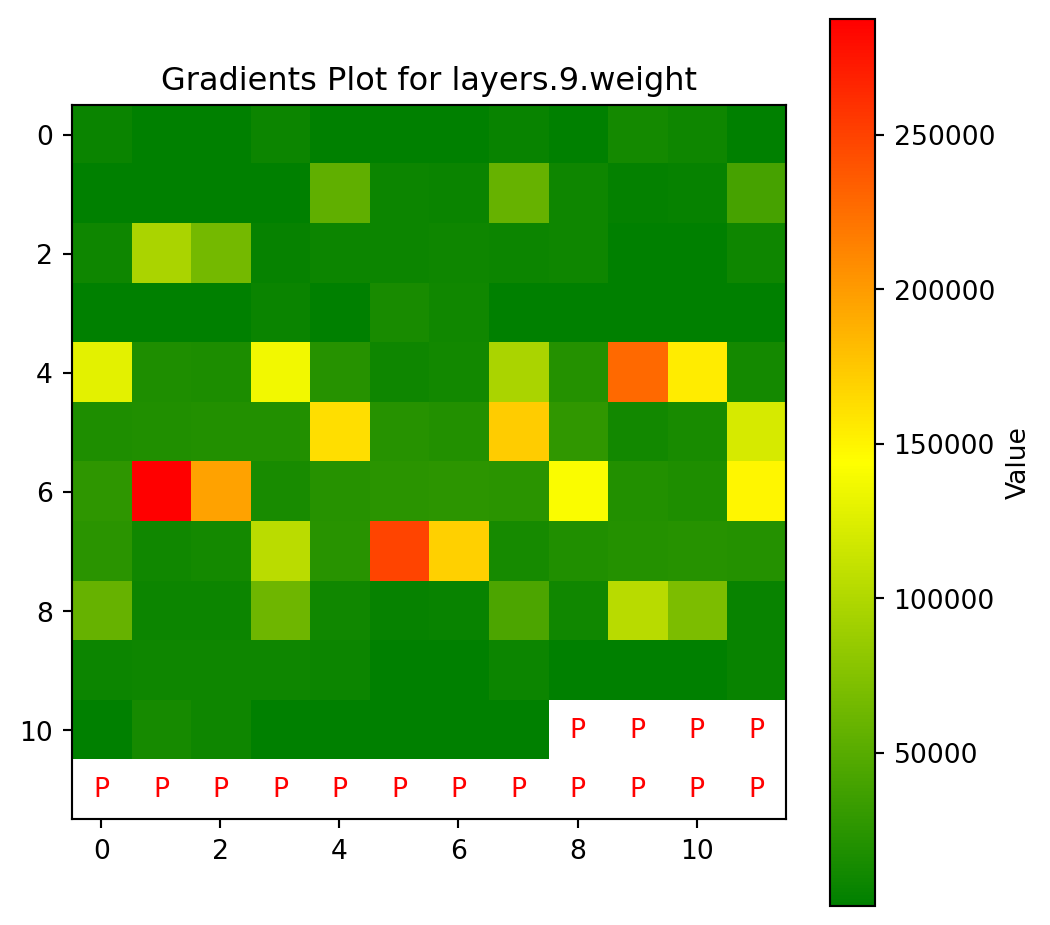 Gradients Plot for layers.9.weight
0
2
4
6
8
10
P P P P
P P P P P P P P P P P P
0 2 4 6 8 10
250000
200000
150000
100000
50000
Value